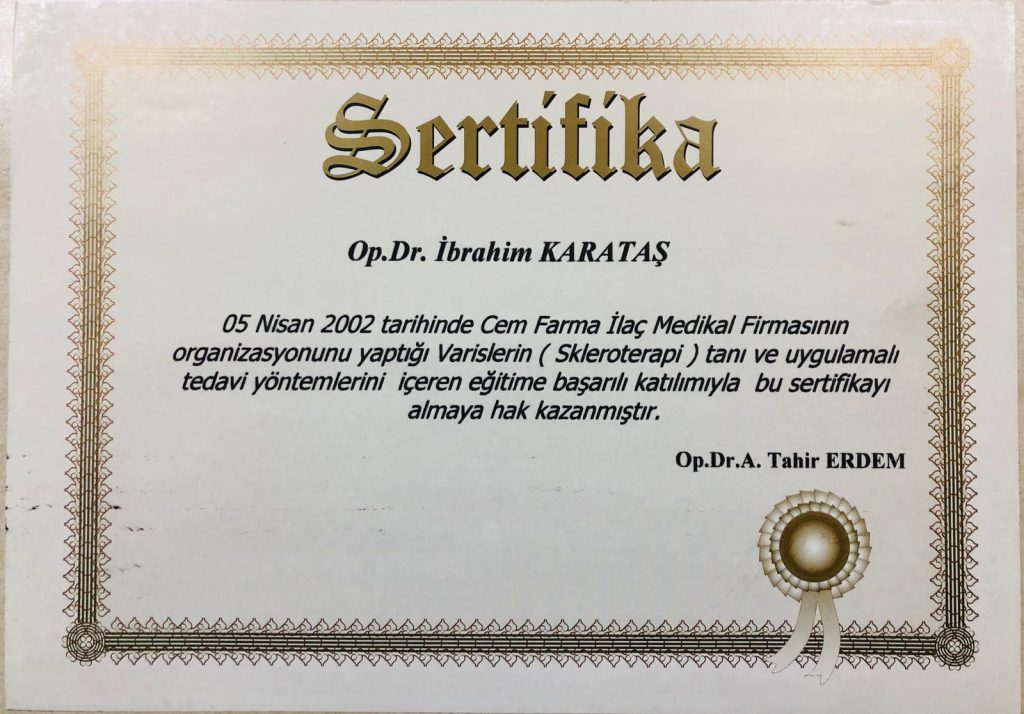 Sertifika
Op.Dr. İbrahim KARATAŞ
05 Nisan 2002 tarihinde Cem Farma İlaç Medikal Firmasının
organizasyonunu yaptığı Varislerin ( Skleroterapi ) tanı ve uygulamalı
tedavi yöntemlerini içeren eğitime başarılı katılımıyla bu sertifikayı
almaya hak kazanmıştır.
Op.Dr.A. Tahir ERDEM